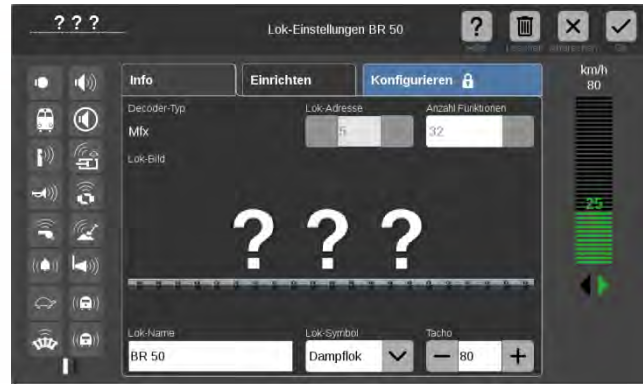 ? ? ?
Lok-Einstellungen BR 50
?
Info
Einrichten
Konfigurieren
km/h
80
Decoder-Typ
Lok-Adresse
Anzahl Funktionen
Mfx
5
32
Lok-Bild
? ? ?
25
Lok-Name
Lok-Symbol
Tacho
BR 50
Dampflok
80